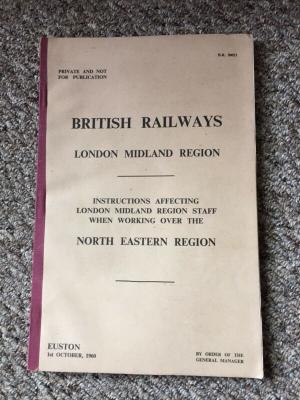 PRIVATE AND NOT
FOR PUBLICATION
BRITISH RAILWAYS
LONDON MIDLAND REGION
INSTRUCTIONS AFFECTING
LONDON MIDLAND REGION STAFF
WHEN WORKING OVER THE
NORTH EASTERN REGION
EUSTON
1st OCTOBER, 1960
BY ORDER OF THE
GENERAL MANAGER